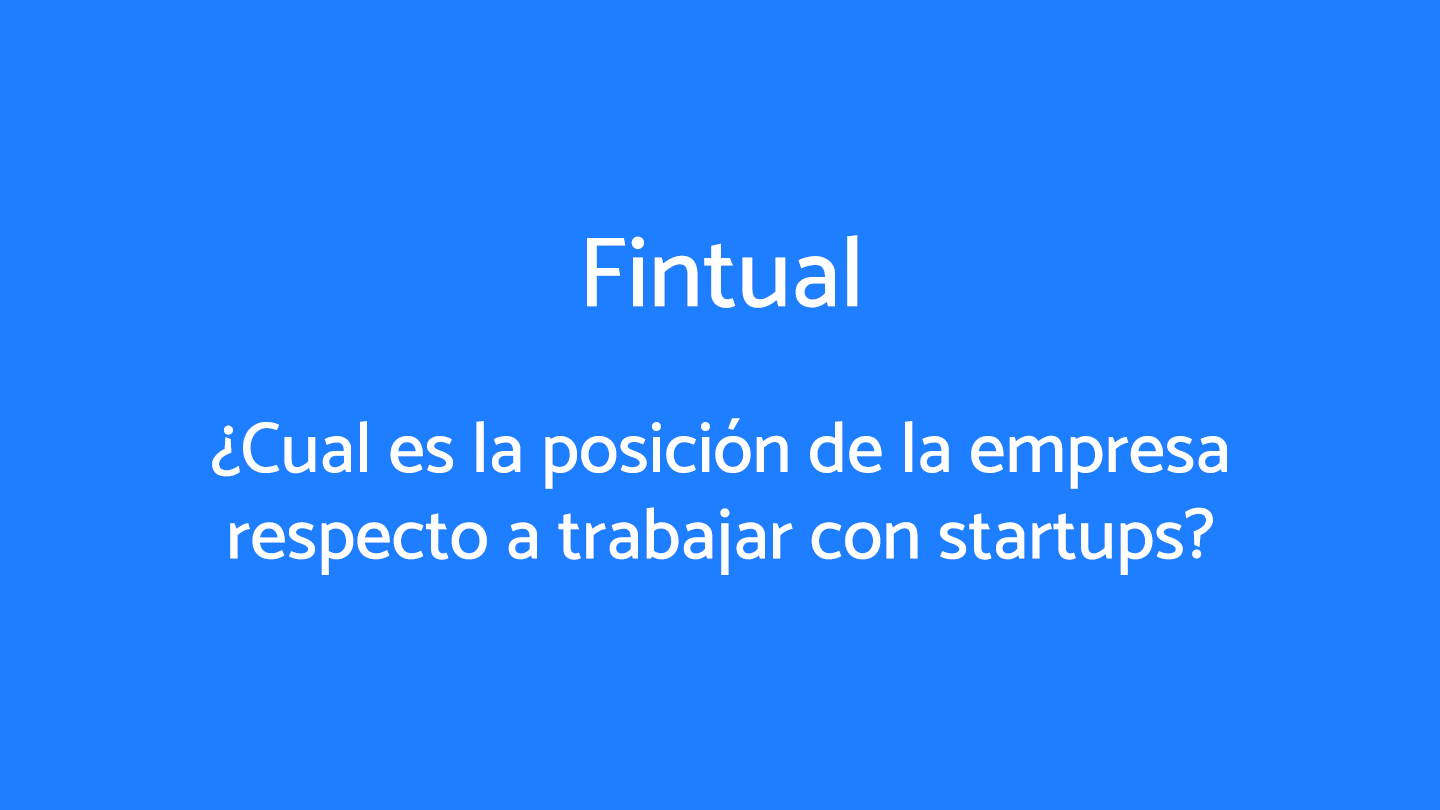 Fintual
¿Cual es la posición de la empresa
respecto a trabajar con startups?